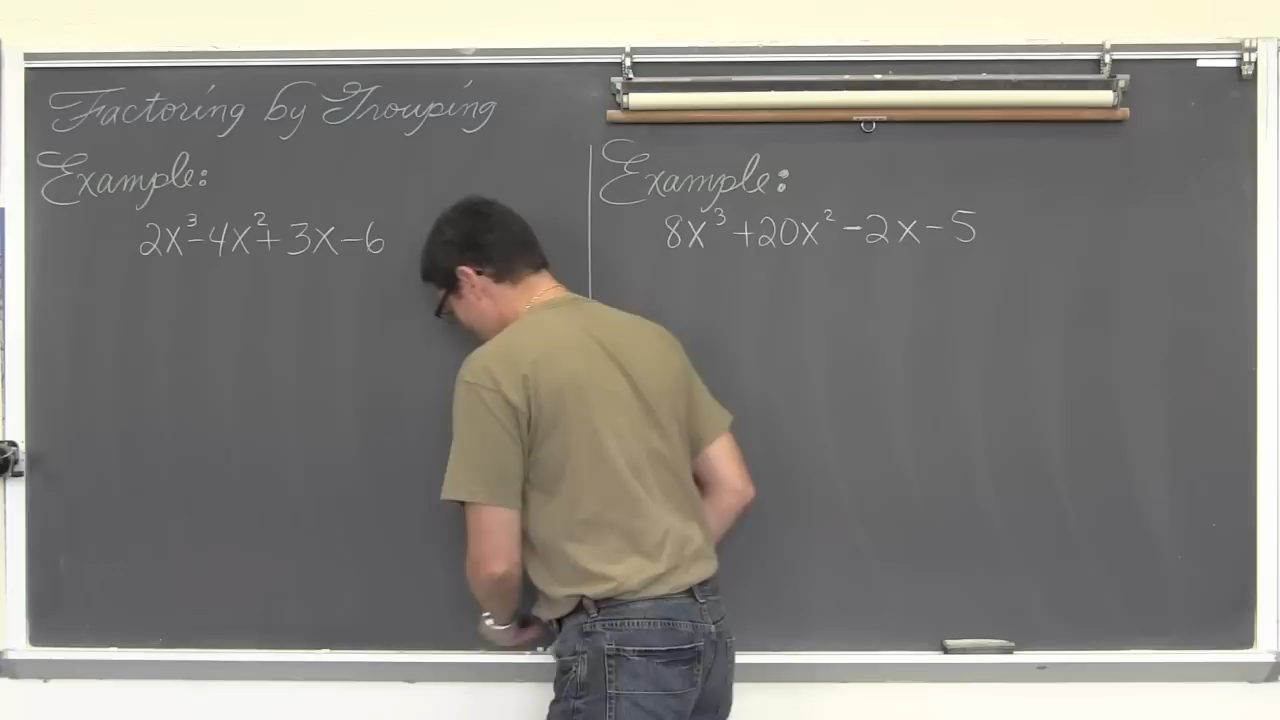 Factoring by Grouping
Example:
2x³-4x²+3x-6
Example:
8x³+20x²-2x-5